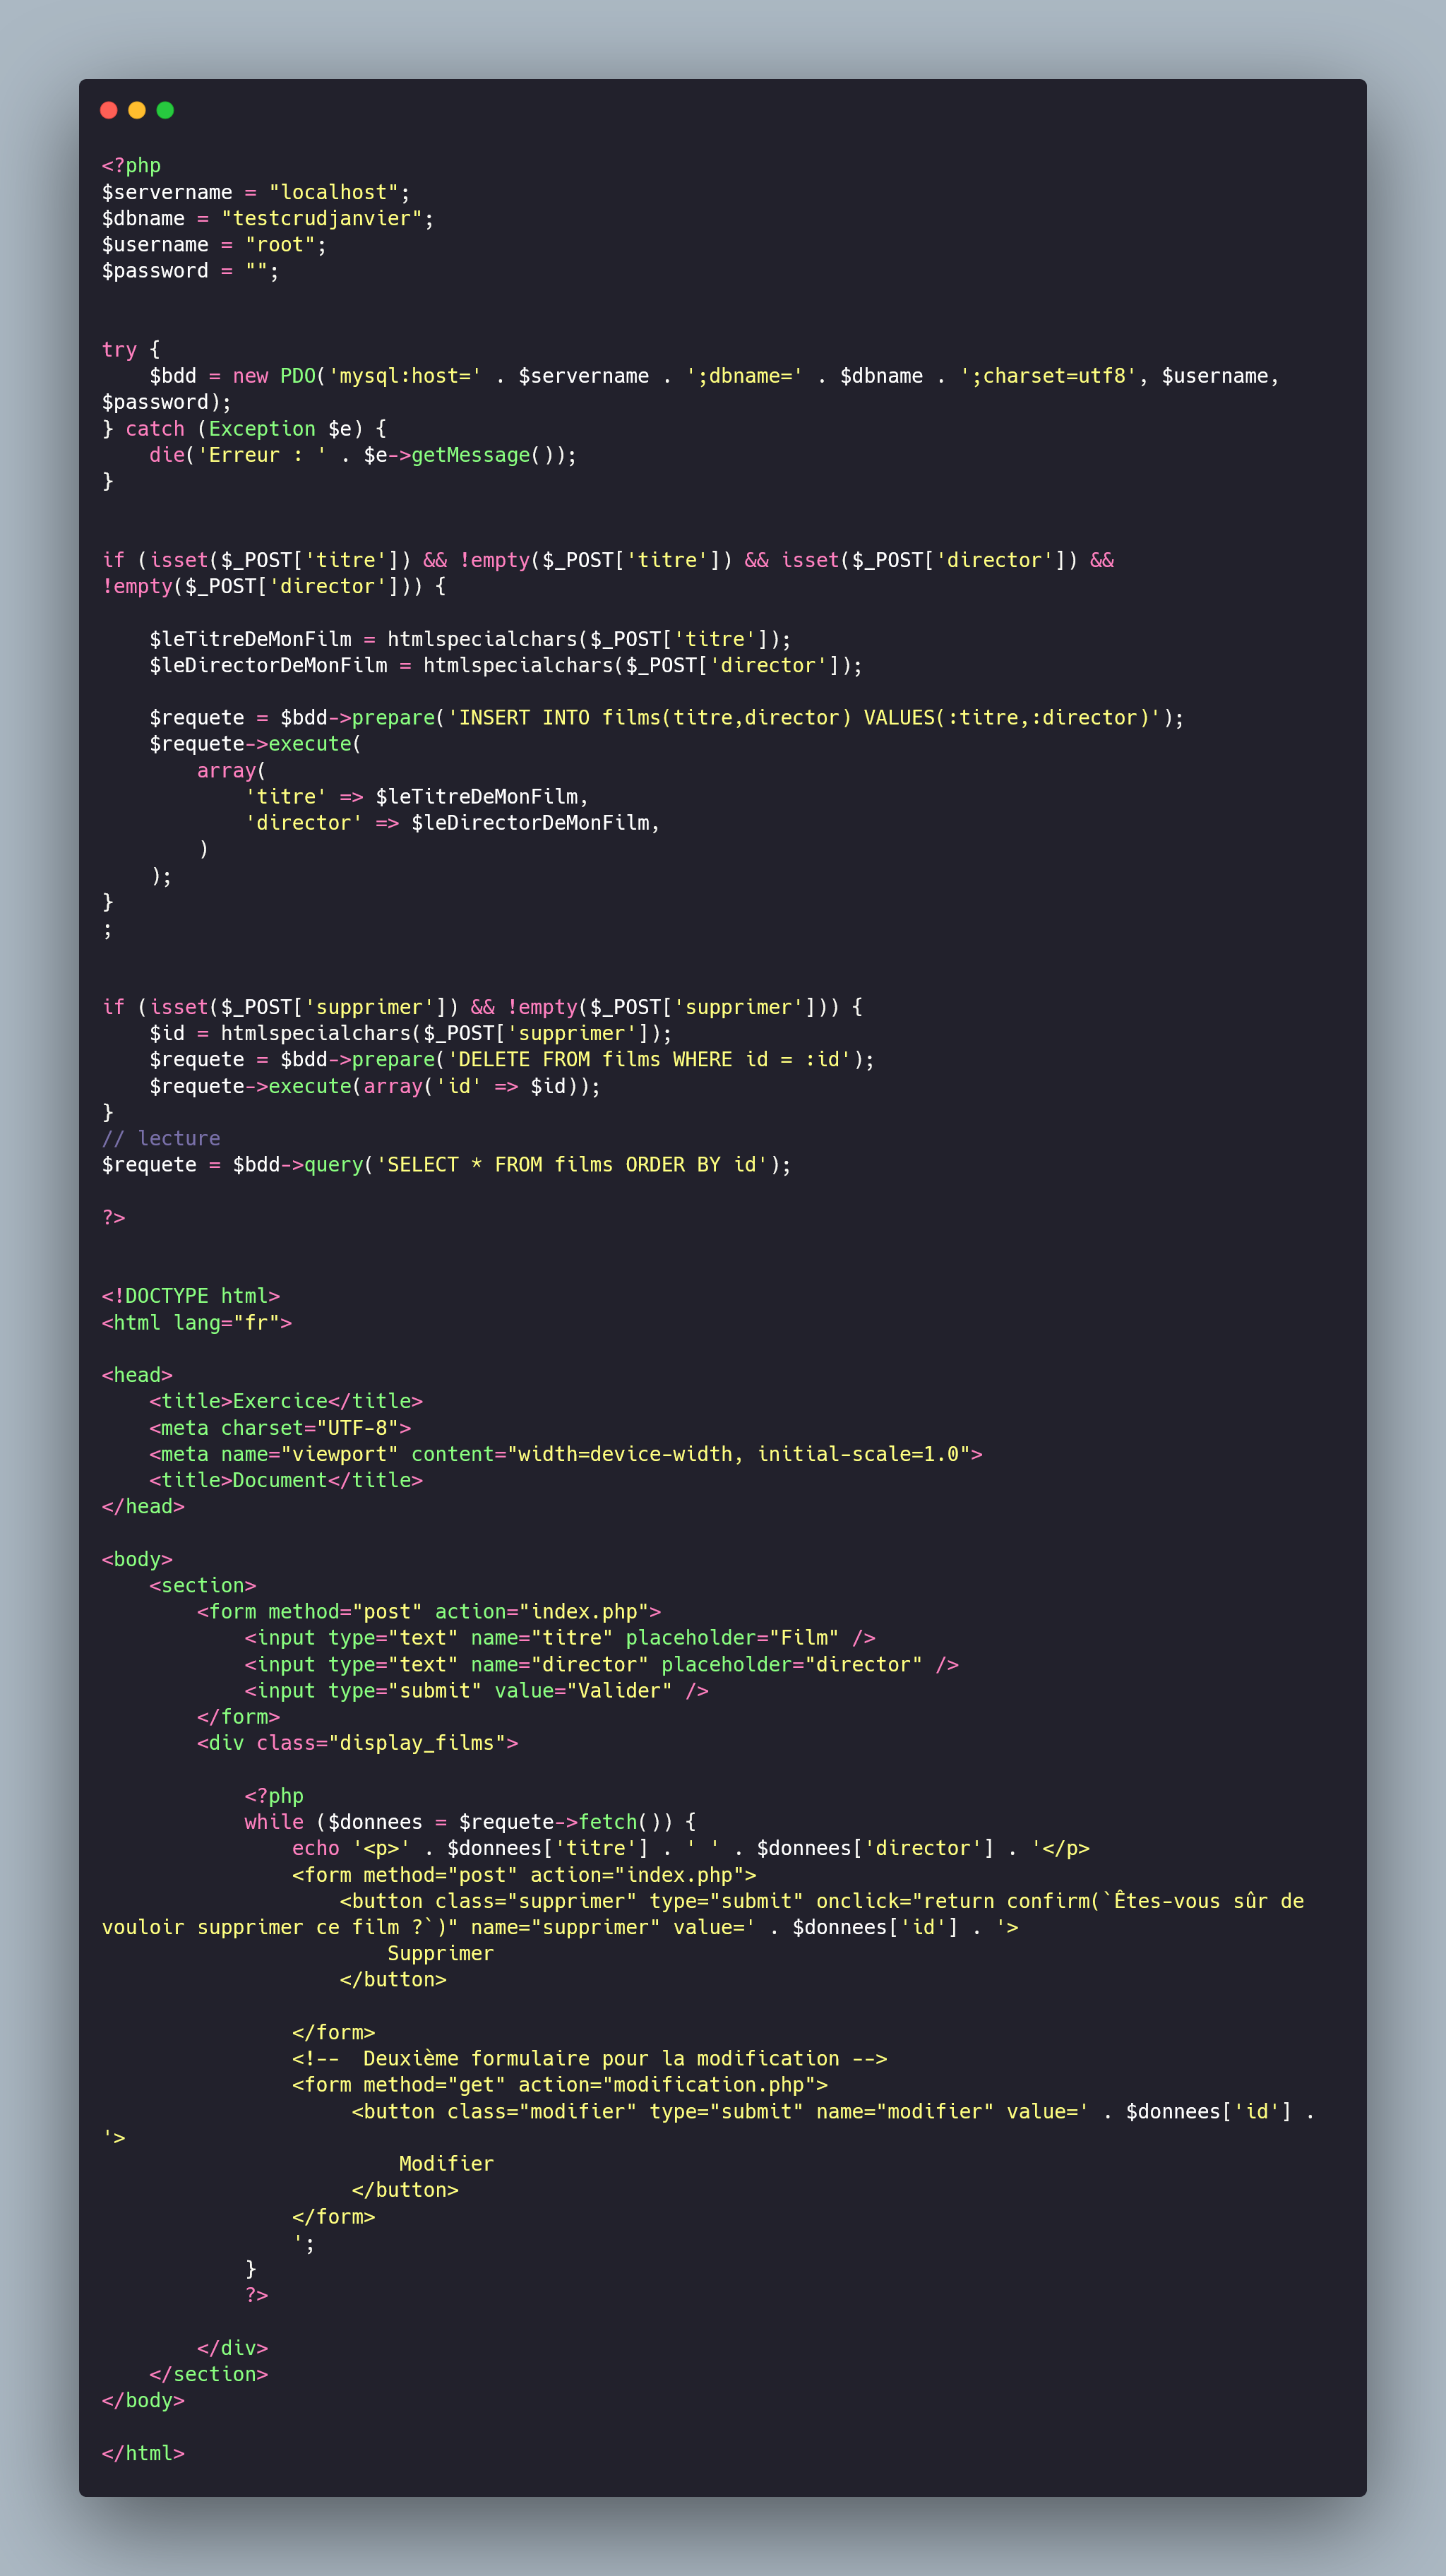 <?php
$servername = "localhost";
$dbname = "testcrudjanvier";
$username = "root";
$password = "";
try {
    $bdd = new PDO('mysql:host=' . $servername . ';dbname=' . $dbname . ';charset=utf8', $username,
$password);
} catch (Exception $e) {
    die('Erreur : ' . $e->getMessage());
}
if (isset($_POST['titre']) && !empty($_POST['titre']) && isset($_POST['director']) &&
!empty($_POST['director'])) {
    $leTitreDeMonFilm = htmlspecialchars($_POST['titre']);
    $leDirectorDeMonFilm = htmlspecialchars($_POST['director']);
    $requete = $bdd->prepare('INSERT INTO films(titre,director) VALUES(:titre,:director)');
    $requete->execute(
        array(
            'titre' => $leTitreDeMonFilm,
            'director' => $leDirectorDeMonFilm,
        )
    );
}
;
if (isset($_POST['supprimer']) && !empty($_POST['supprimer'])) {
    $id = htmlspecialchars($_POST['supprimer']);
    $requete = $bdd->prepare('DELETE FROM films WHERE id = :id');
    $requete->execute(array('id' => $id));
}
// lecture
$requete = $bdd->query('SELECT * FROM films ORDER BY id');
?>
<!DOCTYPE html>
<html lang="fr">
<head>
    <title>Exercice</title>
    <meta charset="UTF-8">
    <meta name="viewport" content="width=device-width, initial-scale=1.0">
    <title>Document</title>
</head>
<body>
    <section>
        <form method="post" action="index.php">
            <input type="text" name="titre" placeholder="Film" />
            <input type="text" name="director" placeholder="director" />
            <input type="submit" value="Valider" />
        </form>
        <div class="display_films">
            <?php
            while ($donnees = $requete->fetch()) {
                echo '<p>' . $donnees['titre'] . ' ' . $donnees['director'] . '</p>
                <form method="post" action="index.php">
                    <button class="supprimer" type="submit" onclick="return confirm(`Êtes-vous sûr de
vouloir supprimer ce film ?`)" name="supprimer" value=' . $donnees['id'] . '>
                        Supprimer
                    </button>
                </form>
                <!--  Deuxième formulaire pour la modification -->
                <form method="get" action="modification.php">
                     <button class="modifier" type="submit" name="modifier" value=' . $donnees['id'] .
'>
                         Modifier
                     </button>
                </form>
                ';
            }
            ?>
        </div>
    </section>
</body>
</html>